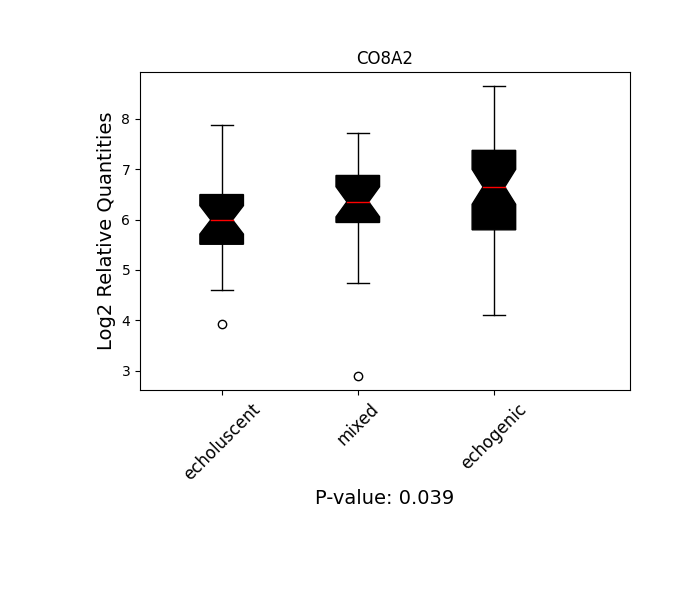 CO8A2
Log2 Relative Quantities
8
7
6
5
4
3
echoluscent
mixed
echogenic
P-value: 0.039